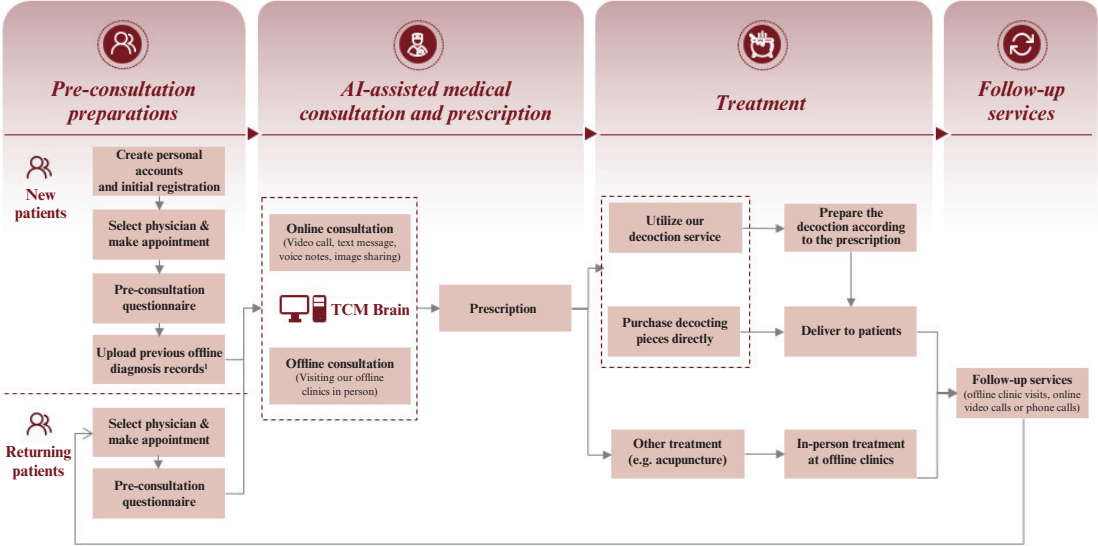 Pre-consultation
preparations
AI-assisted medical
consultation and prescription
Treatment
Follow-up
services
New
patients
Create personal
accounts
and initial registration
Select physician &
make appointment
Pre-consultation
questionnaire
Upload previous offline
diagnosis records¹
Returning
patients
Select physician &
make appointment
Pre-consultation
questionnaire
Online consultation
(Video call, text message,
voice notes, image sharing)
TCM Brain
Offline consultation
(Visiting our offline
clinics in person)
Prescription
Utilize our
decoction service
Prepare the
decoction according
to the prescription
Purchase decocting
pieces directly
Deliver to patients
Other treatment
(e.g. acupuncture)
In-person treatment
at offline clinics
Follow-up services
(offline clinic visits, online
video calls or phone calls)